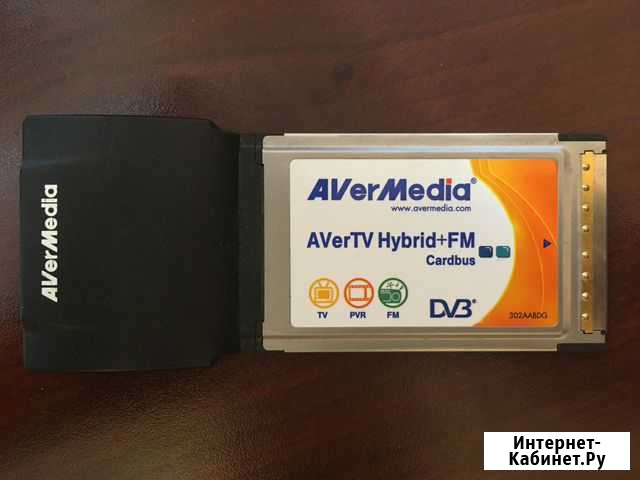 AVerMedia
AVerMedia®
www.avermedia.com
AVerTV Hybrid+FM
Cardbus
TV
PVR
FM
DVB®
302AABDG
Интернет-
Кабинет.Ру